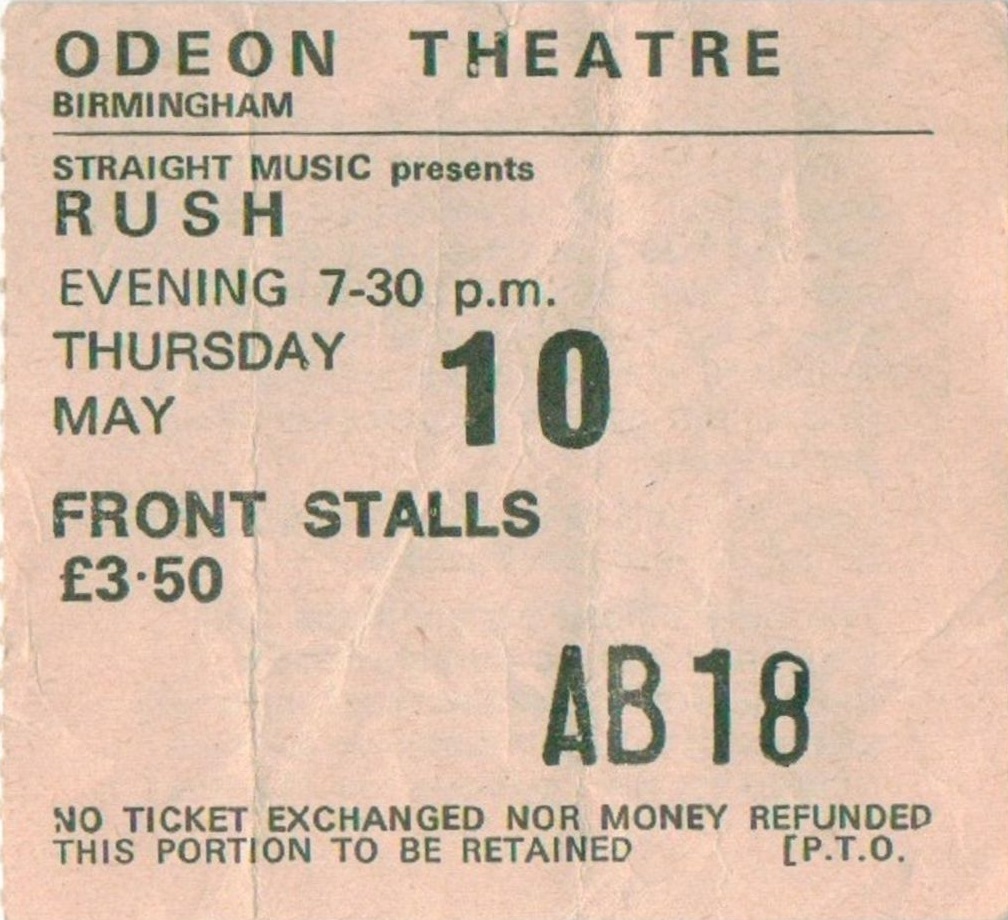 ODEON THEATRE
BIRMINGHAM
STRAIGHT MUSIC presents
RUSH
EVENING 7-30 p.m.
THURSDAY 10
MAY
FRONT STALLS
£3·50
AB 18
NO TICKET EXCHANGED NOR MONEY REFUNDED
THIS PORTION TO BE RETAINED [P.T.O.